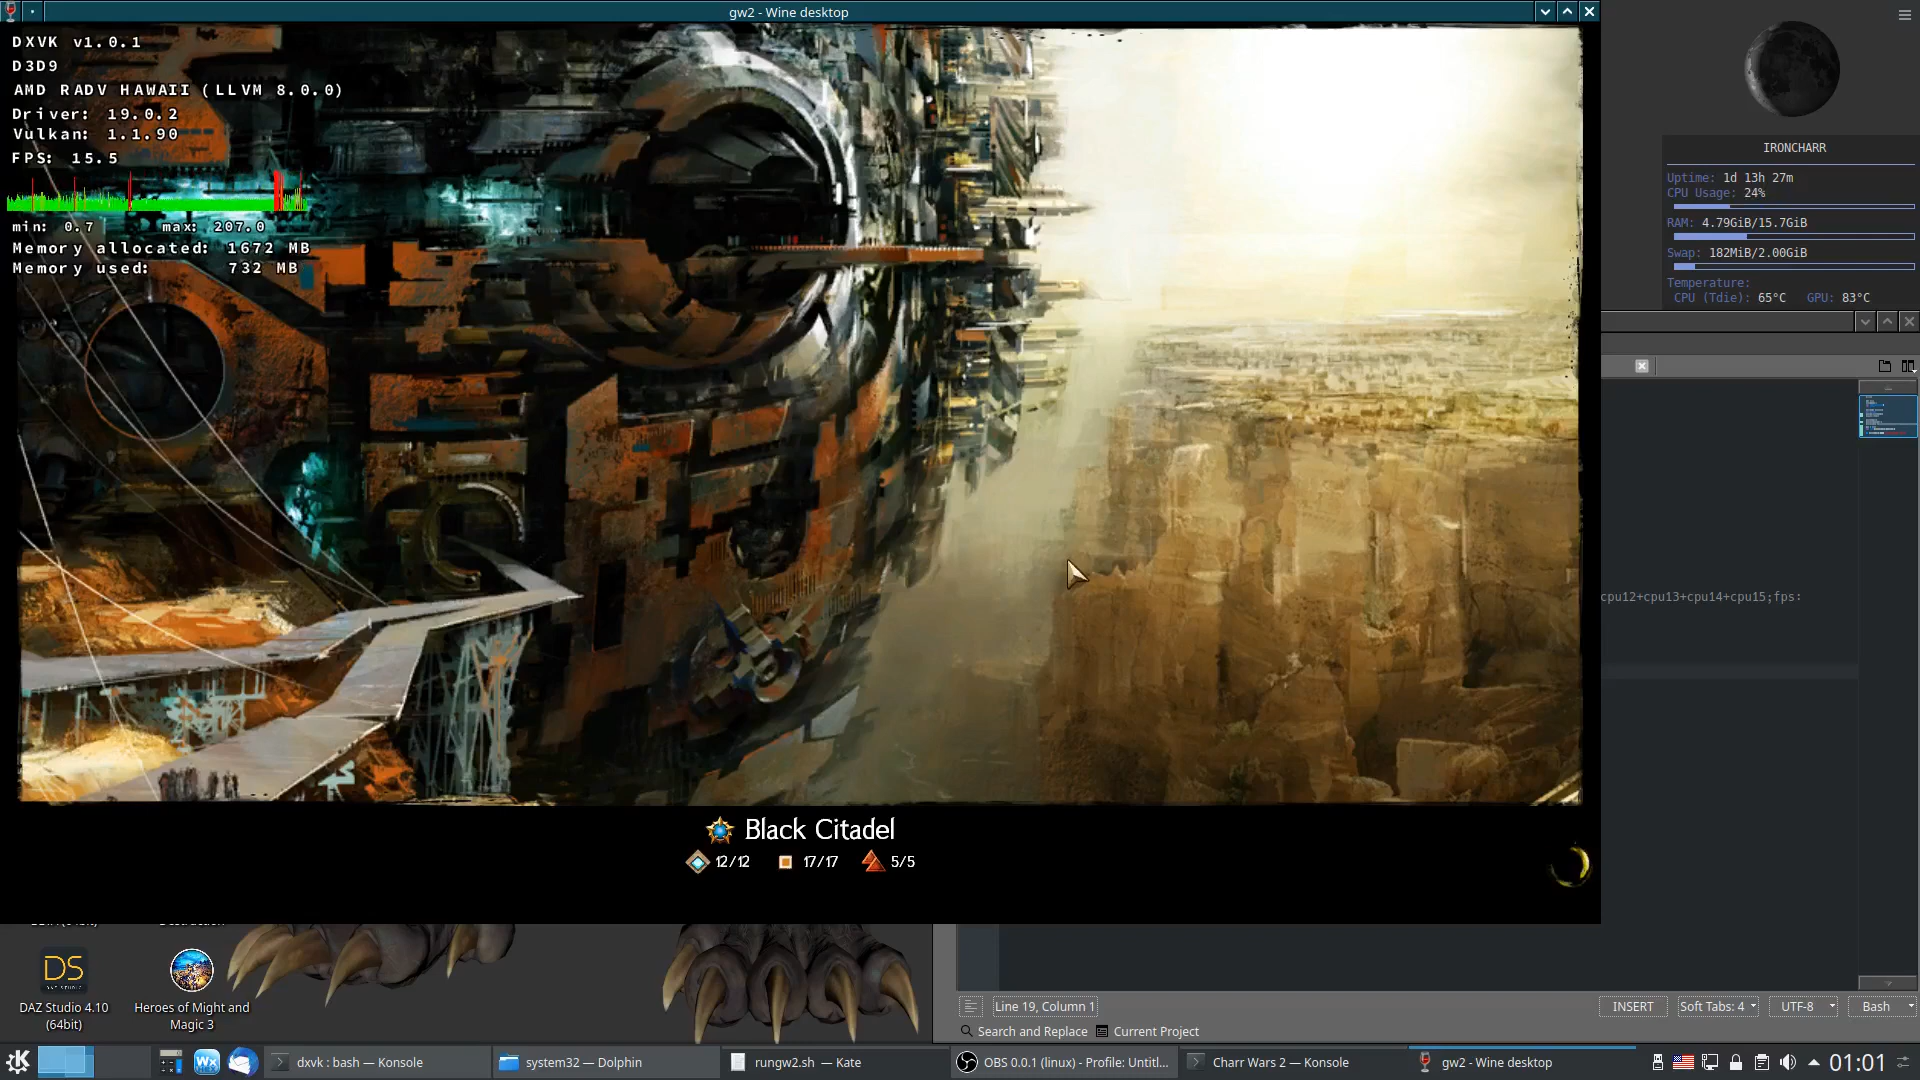 gw2 - Wine desktop
DXVK v1.0.1
D3D9
AMD RADV HAWAII (LLVM 8.0.0)
Driver: 19.0.2
Vulkan: 1.1.90
FPS: 15.5
min: 0.7 max: 207.0
Memory allocated: 1672 MB
Memory used: 732 MB
IRONCHARR
Uptime: 1d 13h 27m
CPU Usage: 24%
RAM: 4.79GiB/15.7GiB
Swap: 182MiB/2.00GiB
Temperature:
CPU (Tdie): 65°C GPU: 83°C
cpu12+cpu13+cpu14+cpu15;fps:
Black Citadel
12/12 17/17 5/5
DS
DAZ STUDIO
DAZ Studio 4.10
(64bit)
Heroes of Might and
Magic 3
Line 19, Column 1
INSERT
Soft Tabs: 4
UTF-8
Bash
Search and Replace
Current Project
dxvk : bash — Konsole
system32 — Dolphin
rungw2.sh — Kate
OBS 0.0.1 (linux) - Profile: Untitl...
Charr Wars 2 — Konsole
gw2 - Wine desktop
01:01